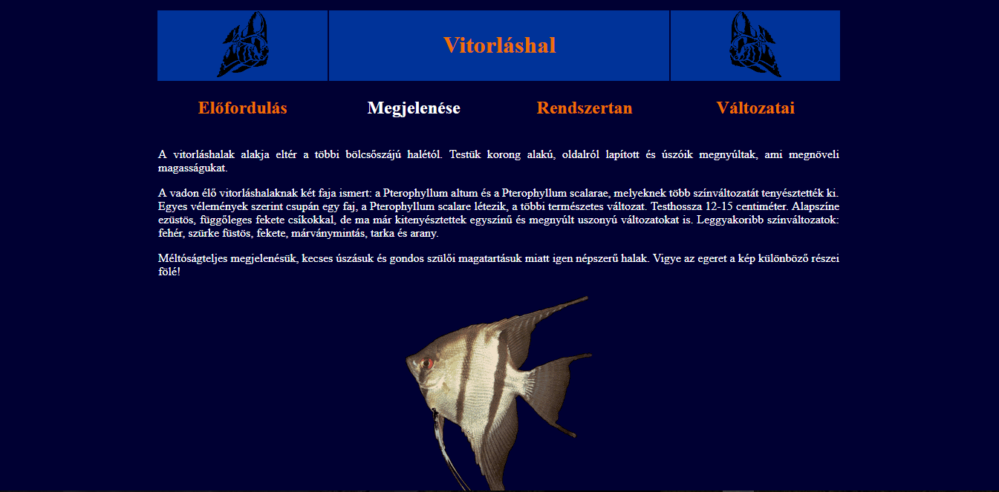 Vitorláshal
Előfordulás Megjelenése Rendszertan Változatai
A vitorláshalak alakja eltér a többi bölcsőszájú halétól. Testük korong alakú, oldalról lapított és úszóik megnyúltak, ami megnöveli
magasságukat.
A vadon élő vitorláshalaknak két faja ismert: a Pterophyllum altum és a Pterophyllum scalarae, melyeknek több színváltozatát tenyésztették ki.
Egyes vélemények szerint csupán egy faj, a Pterophyllum scalare létezik, a többi természetes változat. Testhossza 12-15 centiméter. Alapszíne
ezüstös, függőleges fekete csíkokkal, de ma már kitenyésztettek egyszínű és megnyúlt uszonyú változatokat is. Leggyakoribb színváltozatok:
fehér, szürke füstös, fekete, márványmintás, tarka és arany.
Méltóságteljes megjelenésük, kecses úszásuk és gondos szülői magatartásuk miatt igen népszerű halak. Vigye az egeret a kép különböző részei
fölé!